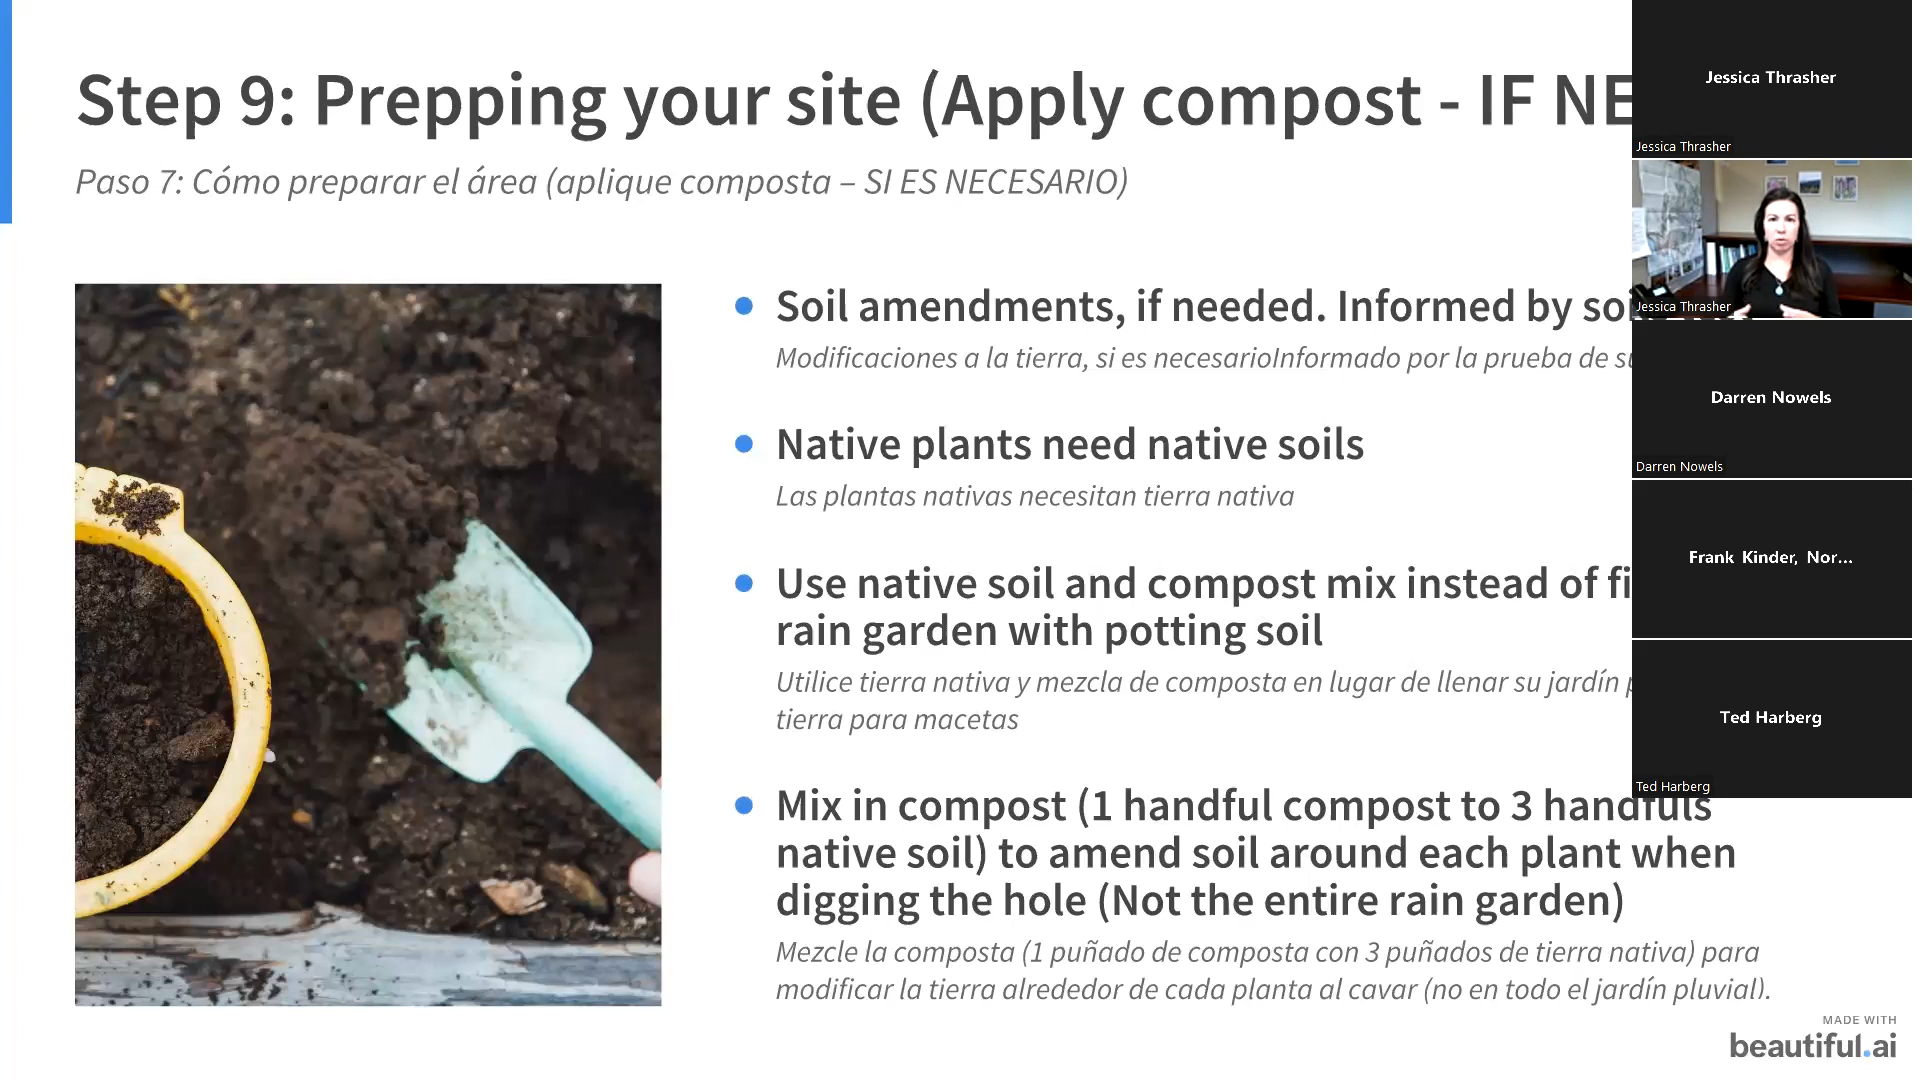 Step 9: Prepping your site (Apply compost - IF
Paso 7: Cómo preparar el área (aplique composta – SI ES NECESARIO)
Soil amendments, if needed. Informed by
Modificaciones a la tierra, si es necesarioInformado por la prueba de
Native plants need native soils
Las plantas nativas necesitan tierra nativa
Use native soil and compost mix instead of
rain garden with potting soil
Utilice tierra nativa y mezcla de composta en lugar de llenar su jardín
tierra para macetas
Mix in compost (1 handful compost to 3 handfuls
native soil) to amend soil around each plant when
digging the hole (Not the entire rain garden)
Mezcle la composta (1 puñado de composta con 3 puñados de tierra nativa) para
modificar la tierra alrededor de cada planta al cavar (no en todo el jardín pluvial).
Jessica Thrasher
Jessica Thrasher
Jessica Thrasher
Darren Nowels
Darren Nowels
Frank Kinder, Nor...
Ted Harberg
Ted Harberg
MADE WITH
beautiful.ai